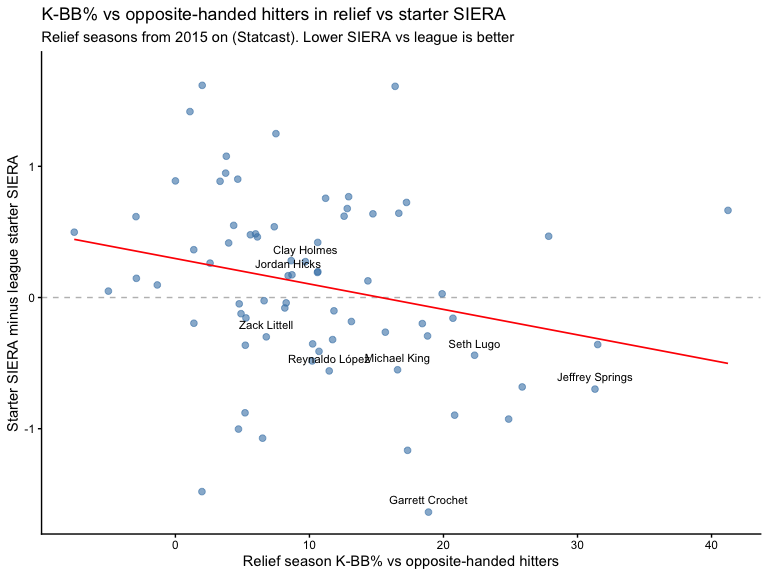 K-BB% vs opposite-handed hitters in relief vs starter SIERA
Relief seasons from 2015 on (Statcast). Lower SIERA vs league is better
Starter SIERA minus league starter SIERA
1
0
-1
Clay Holmes
Jordan Hicks
Zack Littell
Seth Lugo
Reynaldo López
Michael King
Jeffrey Springs
Garrett Crochet
0
10
20
30
40
Relief season K-BB% vs opposite-handed hitters